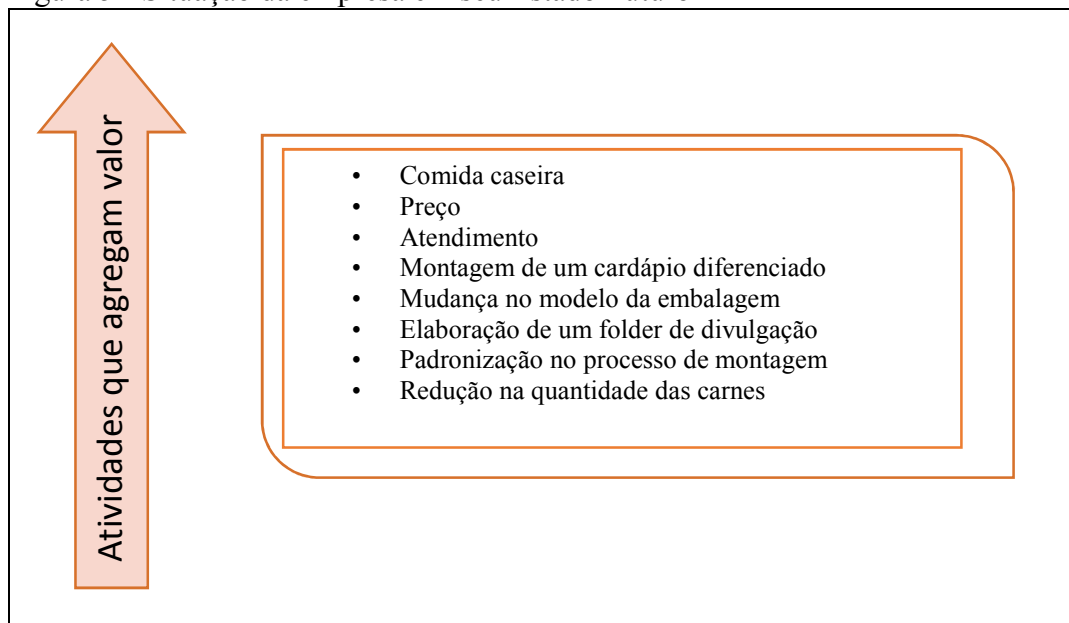 Atividades que agregam valor
• Comida caseira
• Preço
• Atendimento
• Montagem de um cardápio diferenciado
• Mudança no modelo da embalagem
• Elaboração de um folder de divulgação
• Padronização no processo de montagem
• Redução na quantidade das carnes